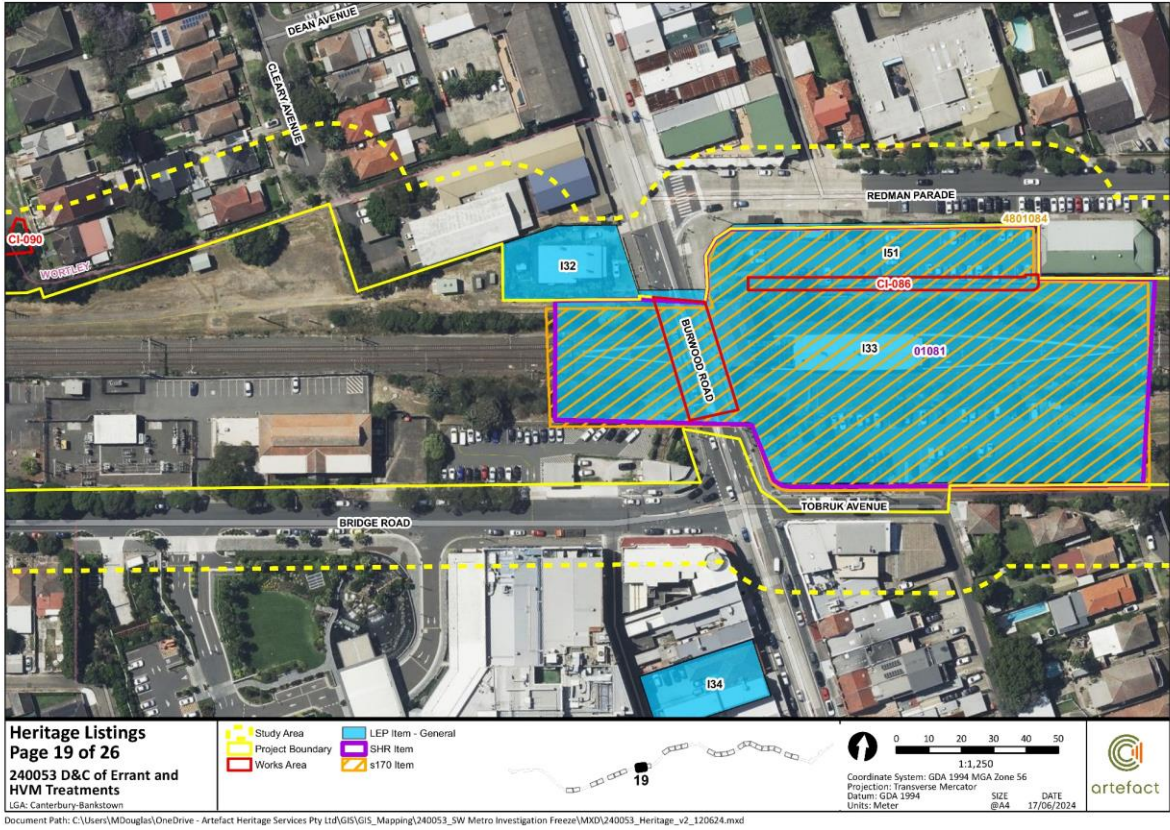 DEAN AVENUE
CLEARY AVENUE
REDMAN PARADE
4801084
CI-090
WORTLEY
I32
I51
CI-086
BURWOOD ROAD
I33
01081
TOBRUK AVENUE
BRIDGE ROAD
I34
Heritage Listings
Page 19 of 26
240053 D&C of Errant and
HVM Treatments
LGA: Canterbury-Bankstown
Study Area
Project Boundary
Works Area
LEP Item - General
SHR Item
s170 Item
19
0 10 20 30 40 50
1:1,250
Coordinate System: GDA 1994 MGA Zone 56
Projection: Transverse Mercator
Datum: GDA 1994
Units: Meter
SIZE
@A4
DATE
17/06/2024
artefact
Document Path: C:\Users\MDouglas\OneDrive - Artefact Heritage Services Pty Ltd\GIS\GIS_Mapping\240053_SW Metro Investigation Freeze\MXD\240053_Heritage_v2_120624.mxd